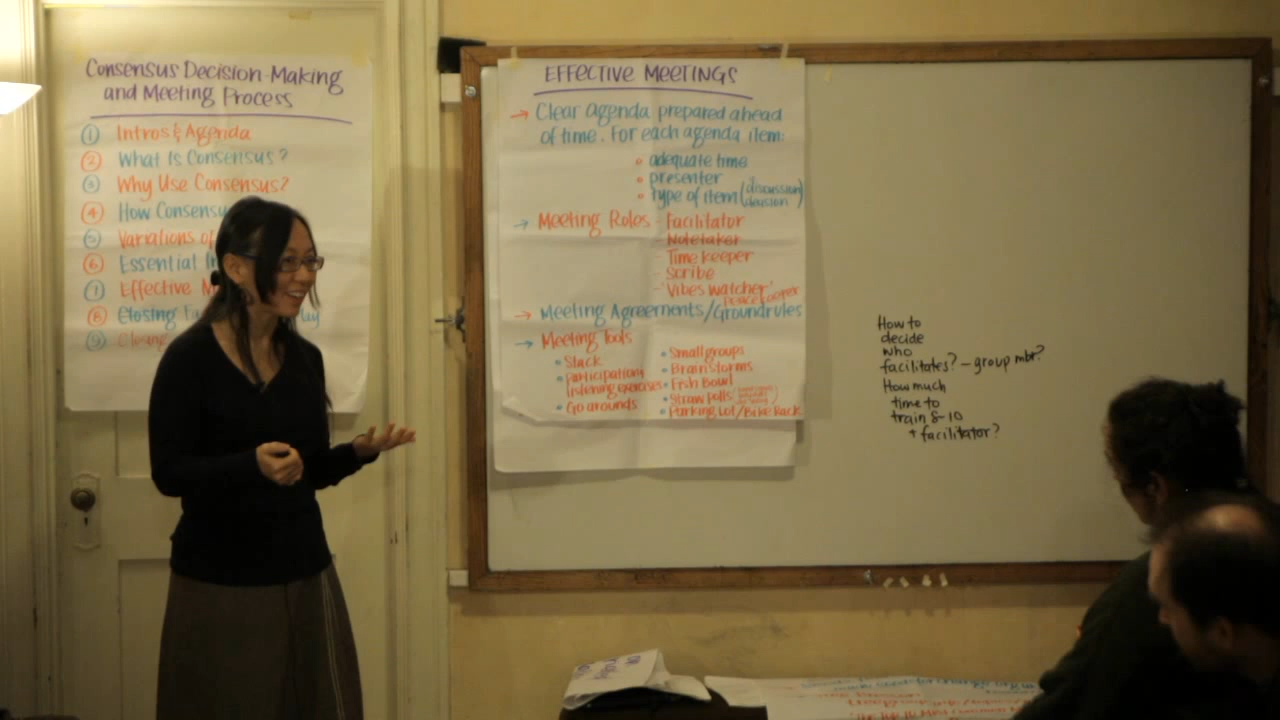 Consensus Decision-Making
and Meeting Process
① Intros & Agenda
② What Is Consensus?
③ Why Use Consensus?
④ How Consensu
⑤ Variations of
⑥ Essential In
⑦ Effective M
⑧ Closing
⑨
EFFECTIVE MEETINGS
→ Clear agenda prepared ahead
of time. For each agenda item:
• adequate time
• presenter
• type of item (discussion/decision)
→ Meeting Roles - Facilitator
- Notetaker
- Time keeper
- Scribe
- 'Vibes Watcher'
peacekeeper
→ Meeting Agreements/Groundrules
→ Meeting Tools
• Stack
• participation/
listening exercises
• Go arounds
• Small groups
• Brainstorms
• Fish Bowl
• Straw polls
• Parking Lot/Bike Rack
How to
decide
who
facilitates? - group mbr?
How much
time to
train 8-10
+ facilitator?